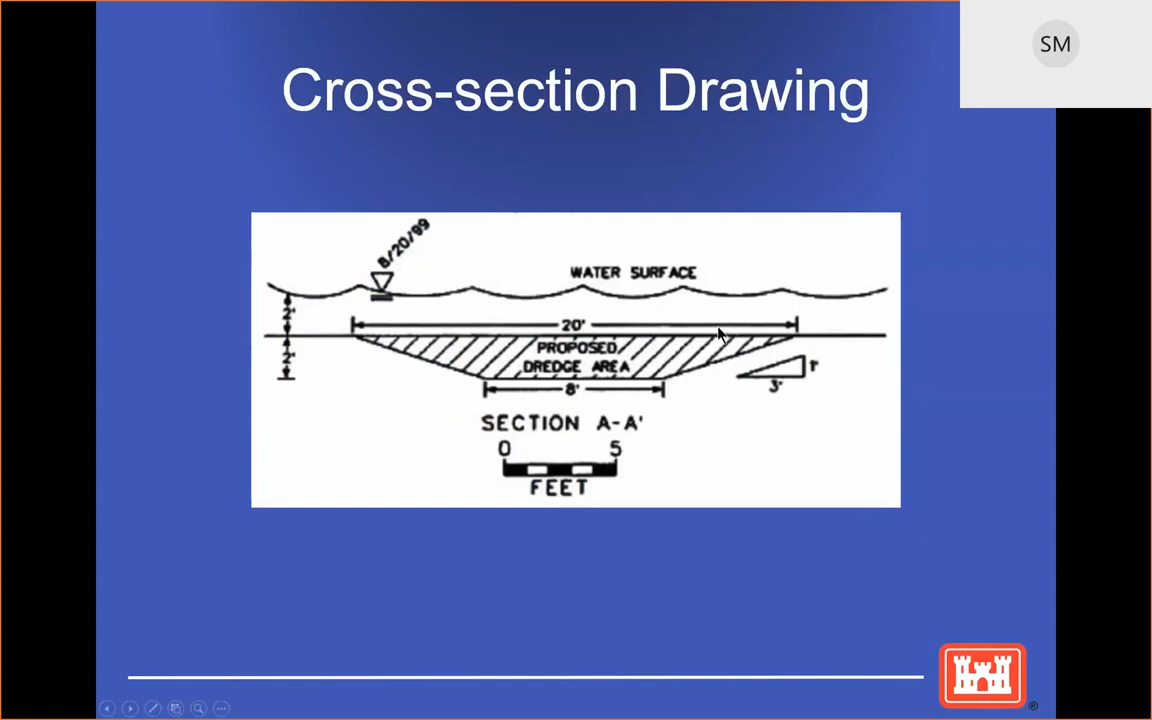 SM
Cross-section Drawing
8/20/99
WATER SURFACE
2'
20'
2'
PROPOSED
DREDGE AREA
1'
3'
8'
SECTION A-A'
0 5
FEET
®